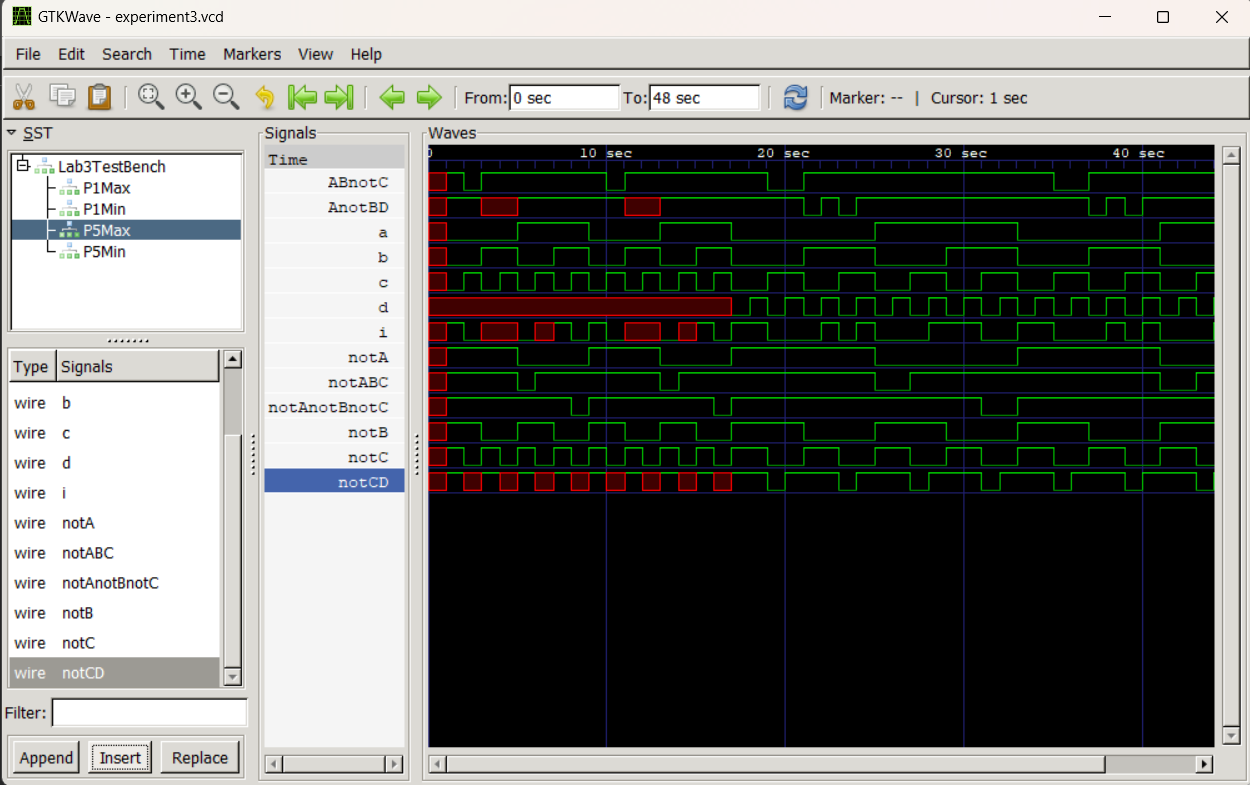 GTKWave - experiment3.vcd
File Edit Search Time Markers View Help
From: 0 sec To: 48 sec Marker: -- | Cursor: 1 sec
SST
Lab3TestBench
P1Max
P1Min
P5Max
P5Min
Type Signals
wire b
wire c
wire d
wire i
wire notA
wire notABC
wire notAnotBnotC
wire notB
wire notC
wire notCD
Filter:
Append Insert Replace
Signals
Time
ABnotC
AnotBD
a
b
c
d
i
notA
notABC
notAnotBnotC
notB
notC
notCD
Waves
0 10 sec 20 sec 30 sec 40 sec